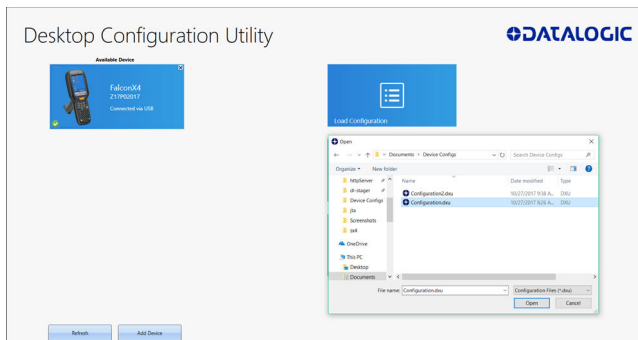 Desktop Configuration Utility
DATALOGIC
Available Device
FalconX4
Z17P02017
Connected via USB
Load Configuration
Open
Documents › Device Configs
Search Device Configs
Organize
New folder
httpServer
dl-stager
Device Configs
jta
Screenshots
sx4
OneDrive
This PC
Desktop
Documents
Name
Date modified
Type
Configuration2.dxu
10/27/2017 9:38 A...
DXU
Configuration.dxu
10/27/2017 8:26 A...
DXU
File name:
Configuration.dxu
Configuration Files (*.dxu)
Open
Cancel
Refresh
Add Device